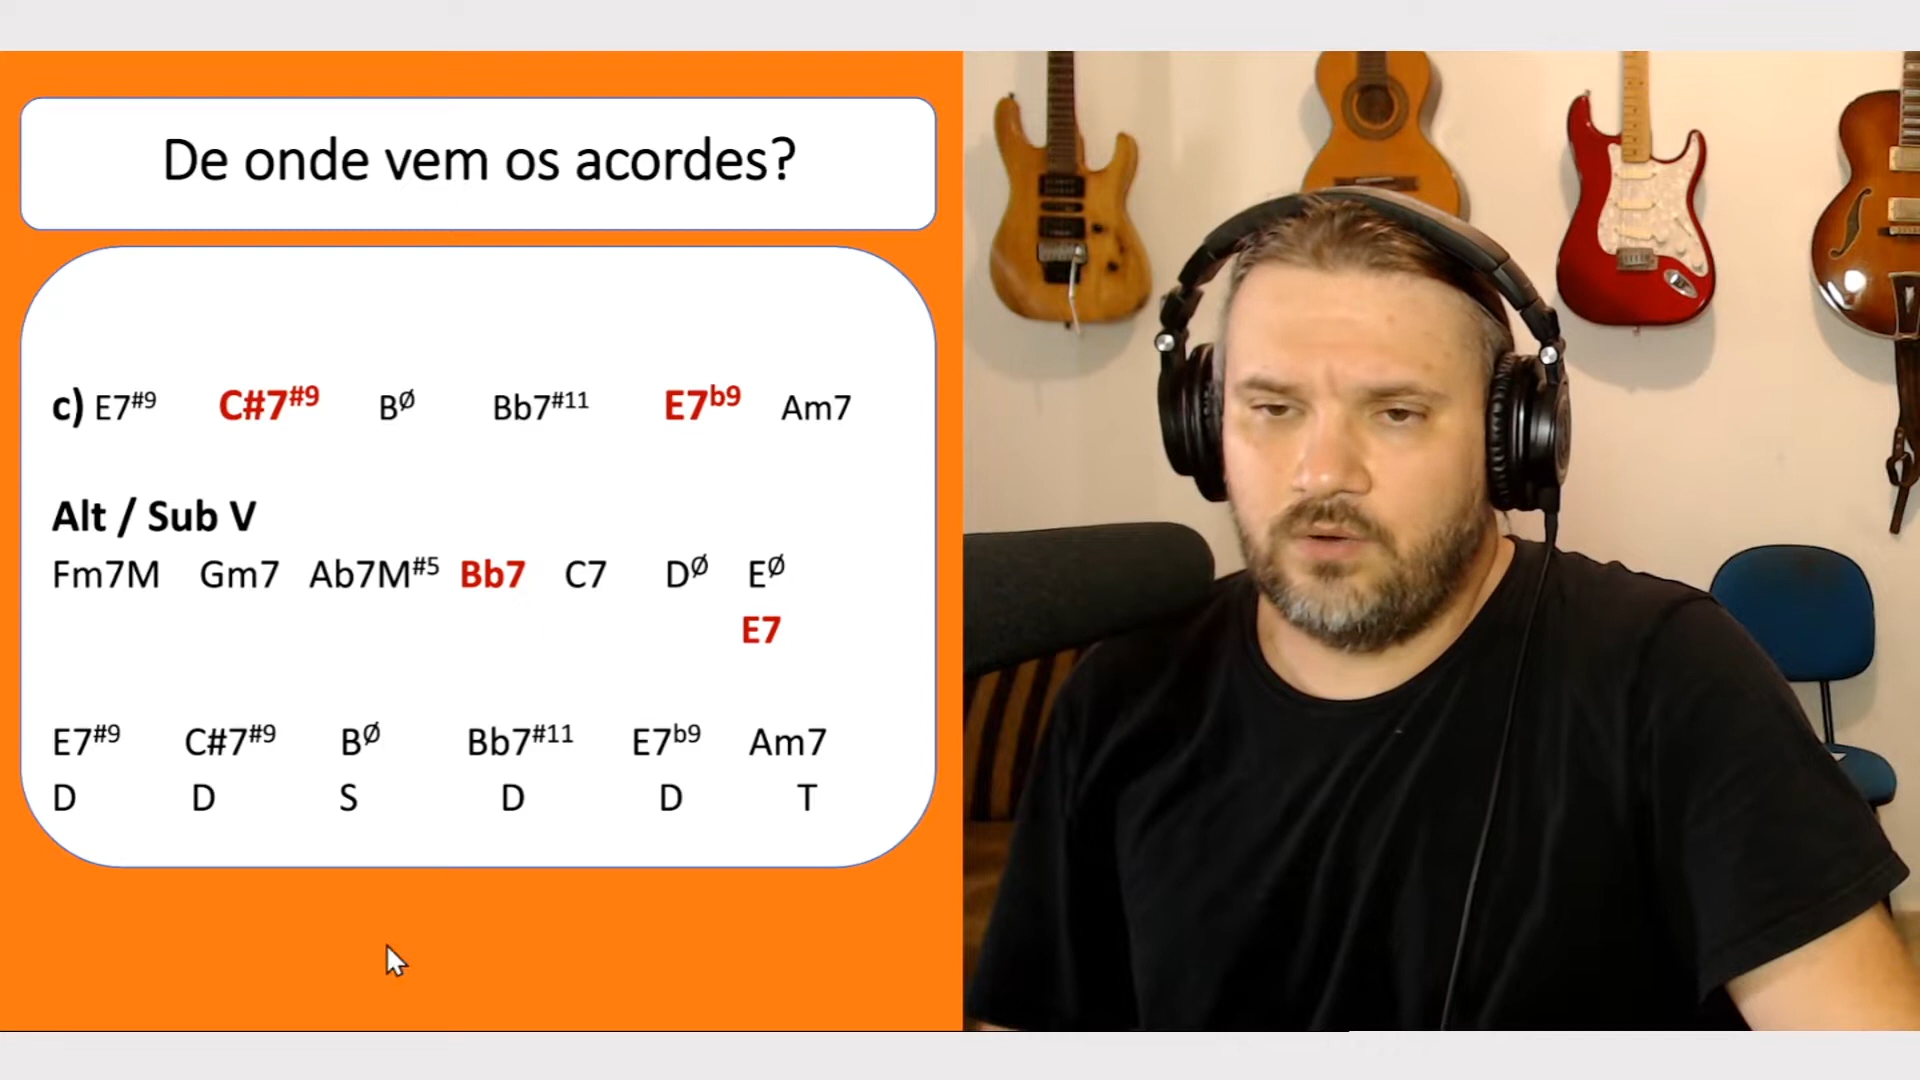 De onde vem os acordes?
c) E7#9 C#7#9 BØ Bb7#11 E7b9 Am7
Alt / Sub V
Fm7M Gm7 Ab7M#5 Bb7 C7 DØ EØ
E7
E7#9 C#7#9 BØ Bb7#11 E7b9 Am7
D D S D D T